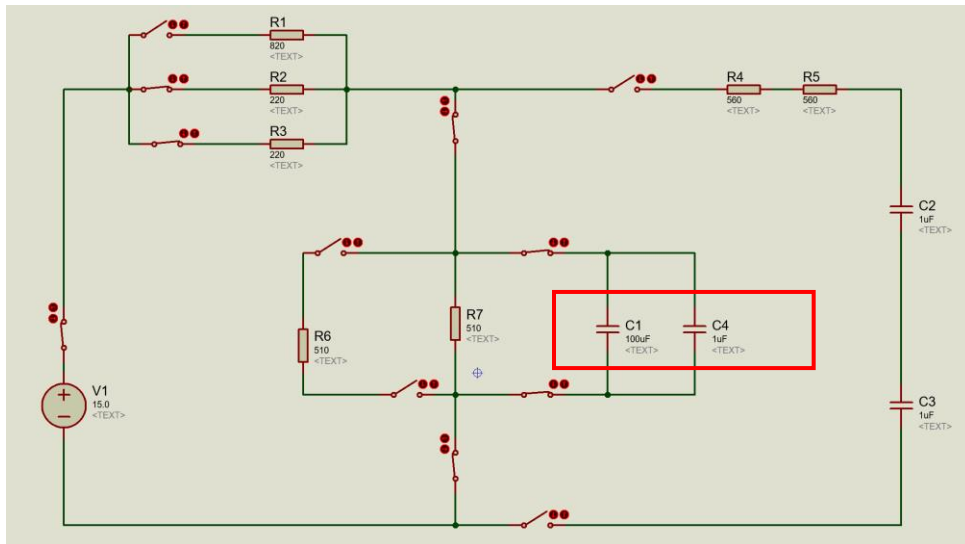 R1
820
<TEXT>
R2
220
<TEXT>
R3
220
<TEXT>
R4
560
<TEXT>
R5
560
<TEXT>
C2
1uF
<TEXT>
R7
510
<TEXT>
R6
510
<TEXT>
C1
100uF
<TEXT>
C4
1uF
<TEXT>
V1
15.0
<TEXT>
C3
1uF
<TEXT>